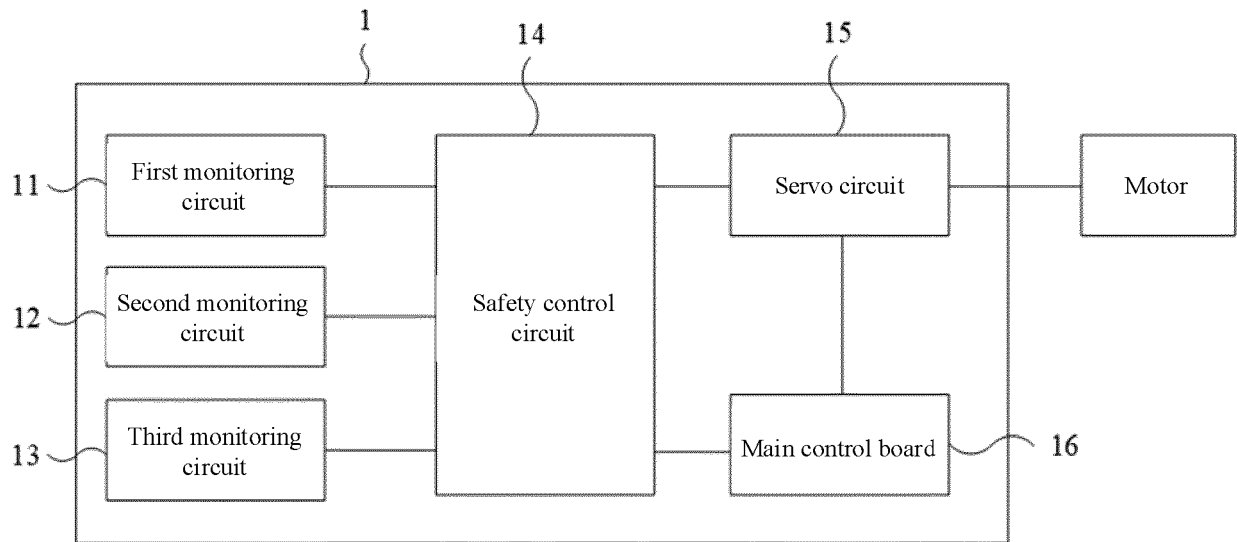 1
14
15
11
First monitoring
circuit
Servo circuit
Motor
12
Second monitoring
circuit
Safety control
circuit
13
Third monitoring
circuit
Main control board
16